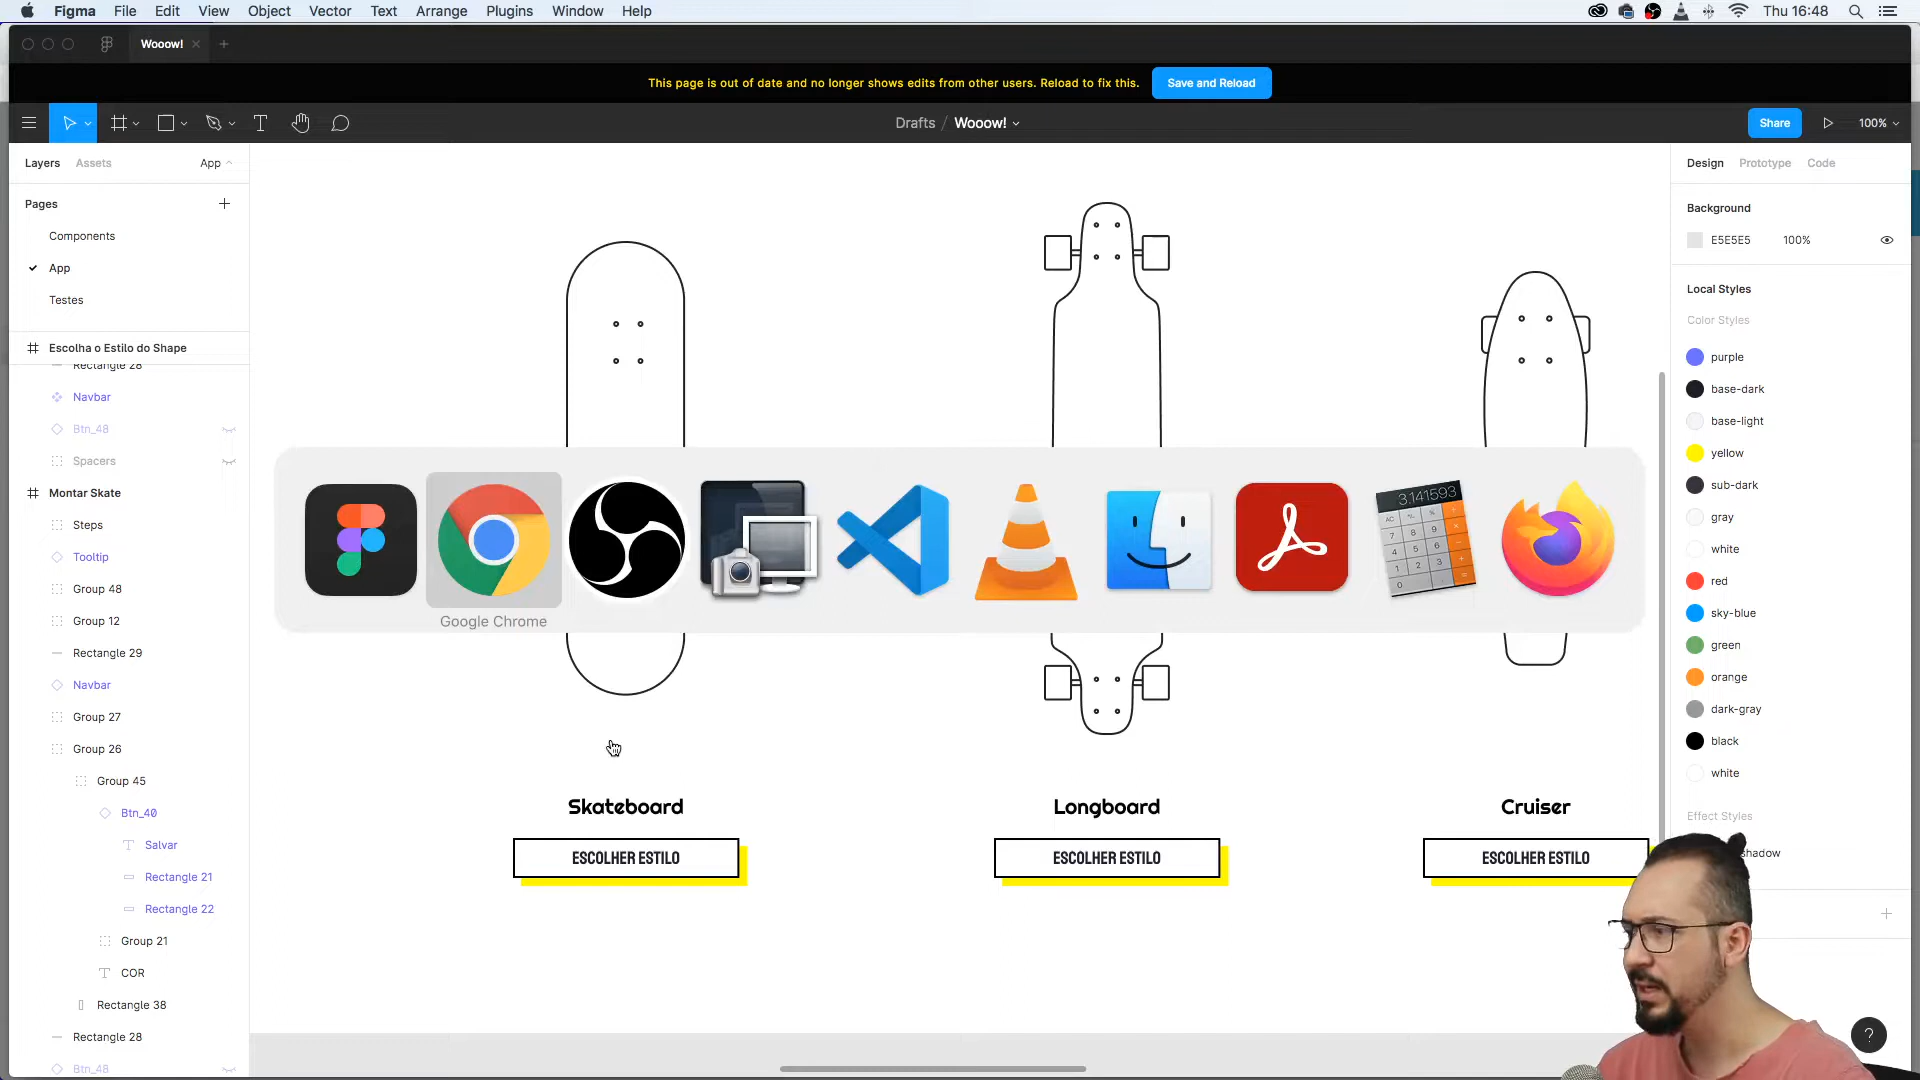 Figma File Edit View Object Vector Text Arrange Plugins Window Help
Thu 16:48
Wooow!
This page is out of date and no longer shows edits from other users. Reload to fix this.
Save and Reload
Drafts / Wooow!
Share
100%
Layers Assets App
Design Prototype Code
Pages
Components
App
Testes
Escolha o Estilo do Shape
Rectangle 28
Navbar
Btn_48
Spacers
Montar Skate
Steps
Tooltip
Group 48
Group 12
Rectangle 29
Navbar
Group 27
Group 26
Group 45
Btn_40
Salvar
Rectangle 21
Rectangle 22
Group 21
COR
Rectangle 38
Rectangle 28
Btn_48
3.141593
Google Chrome
Skateboard
Longboard
Cruiser
ESCOLHER ESTILO
ESCOLHER ESTILO
ESCOLHER ESTILO
Background
E5E5E5 100%
Local Styles
Color Styles
purple
base-dark
base-light
yellow
sub-dark
gray
white
red
sky-blue
green
orange
dark-gray
black
white
Effect Styles
shadow
?